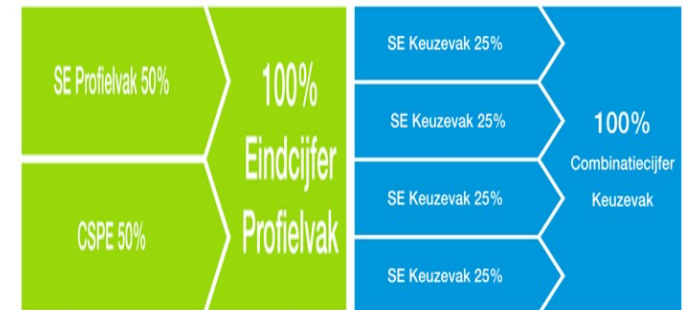 SE Profielvak 50%
CSPE 50%
100%
Eindcijfer
Profielvak
SE Keuzevak 25%
SE Keuzevak 25%
SE Keuzevak 25%
SE Keuzevak 25%
100%
Combinatiecijfer
Keuzevak